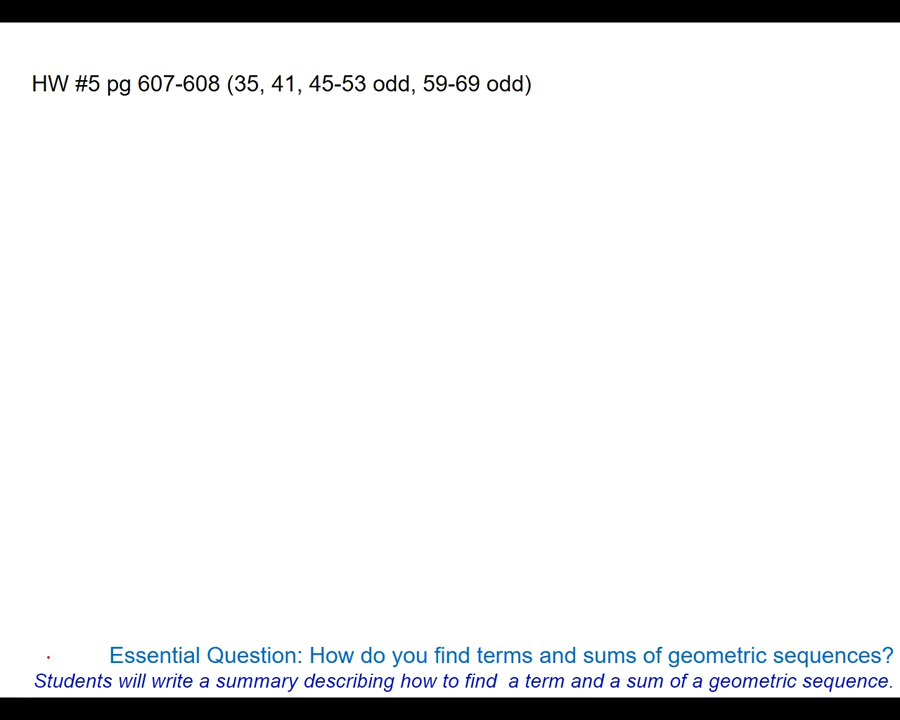 HW #5 pg 607-608 (35, 41, 45-53 odd, 59-69 odd)
Essential Question: How do you find terms and sums of geometric sequences?
Students will write a summary describing how to find  a term and a sum of a geometric sequence.